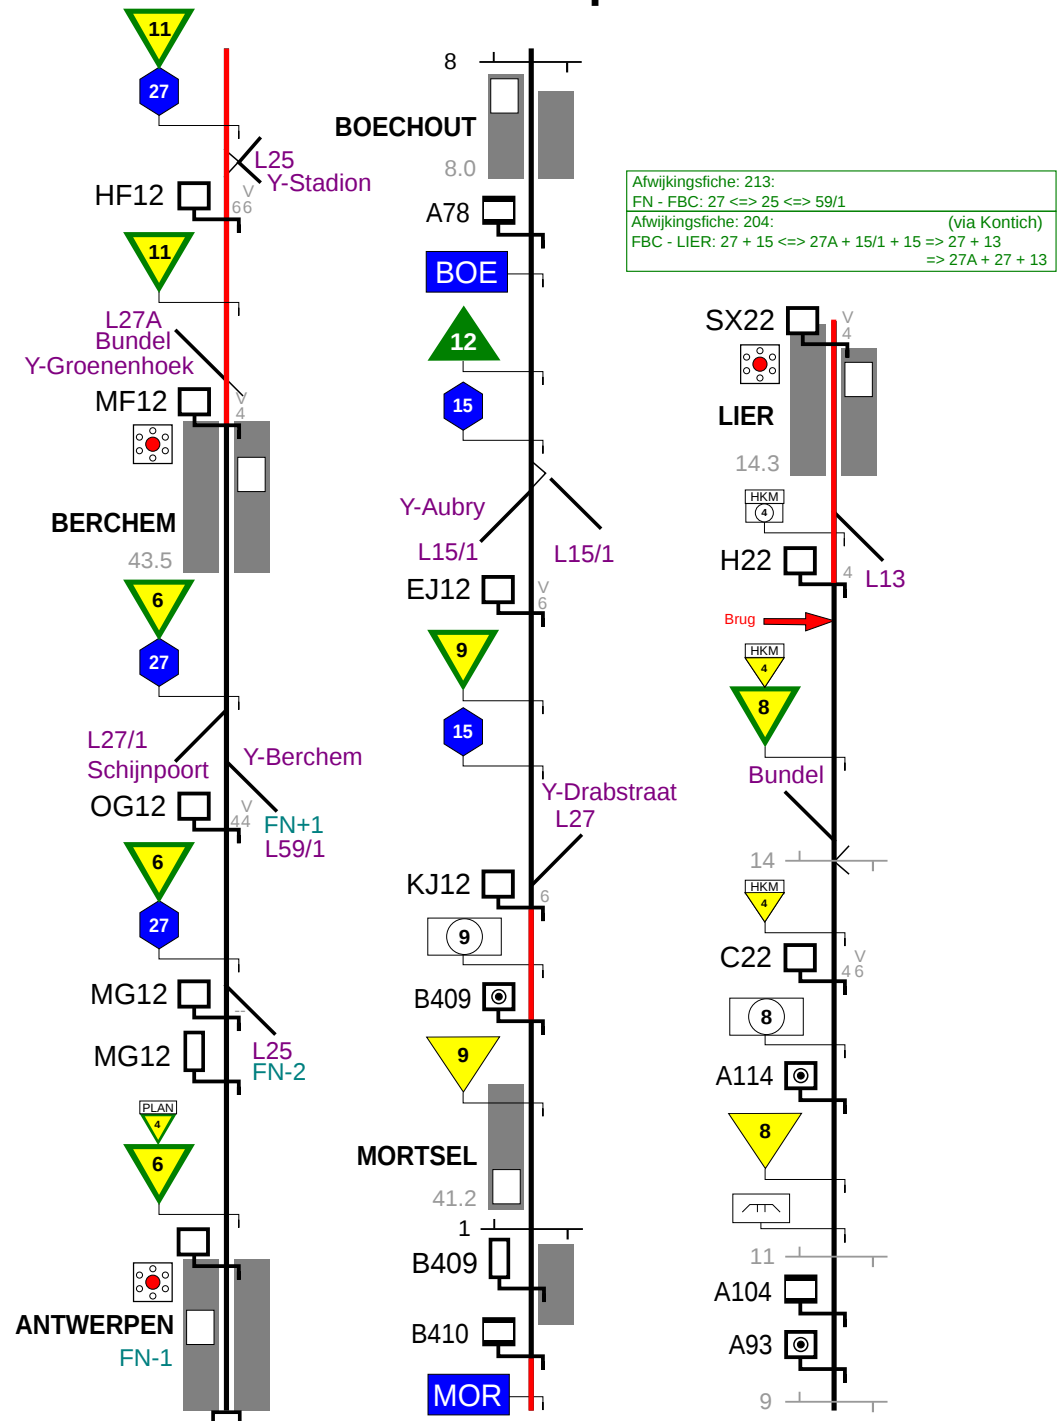 11
27
L25
Y-Stadion
HF12
V
66
11
L27A
Bundel
Y-Groenenhoek
MF12
V
4
BERCHEM
43.5
6
27
L27/1
Schijnpoort
Y-Berchem
OG12
V
44
FN+1
L59/1
6
27
MG12
--
L25
FN-2
MG12
PLAN
4
6
ANTWERPEN
FN-1
8
BOECHOUT
8.0
A78
BOE
12
15
Y-Aubry
L15/1
L15/1
EJ12
V
6
9
15
Y-Drabstraat
L27
KJ12
6
9
B409
9
MORTSEL
41.2
1
B409
B410
MOR
Afwijkingsfiche: 213:
FN - FBC: 27 <=> 25 <=> 59/1
Afwijkingsfiche: 204: (via Kontich)
FBC - LIER: 27 + 15 <=> 27A + 15/1 + 15 => 27 + 13
=> 27A + 27 + 13
SX22
V
4
LIER
14.3
HKM
4
H22
4
L13
Brug
HKM
4
8
Bundel
14
HKM
4
C22
V
4 6
8
A114
8
11
A104
A93
9